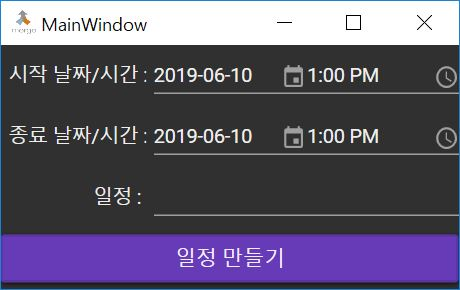 morgo
MainWindow
시작 날짜/시간 : 2019-06-10 1:00 PM
종료 날짜/시간 : 2019-06-10 1:00 PM
일정 :
일정 만들기